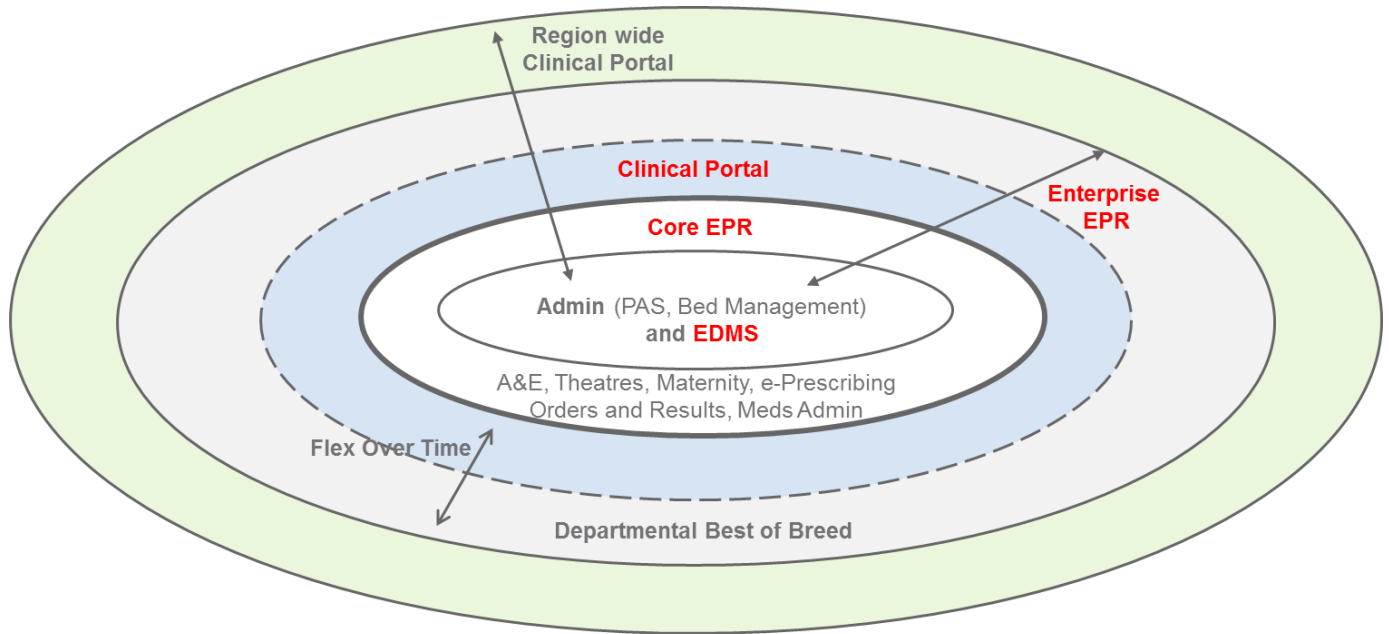 Region wide
Clinical Portal
Clinical Portal
Enterprise
EPR
Core EPR
Admin (PAS, Bed Management)
and EDMS
A&E, Theatres, Maternity, e-Prescribing
Orders and Results, Meds Admin
Flex Over Time
Departmental Best of Breed